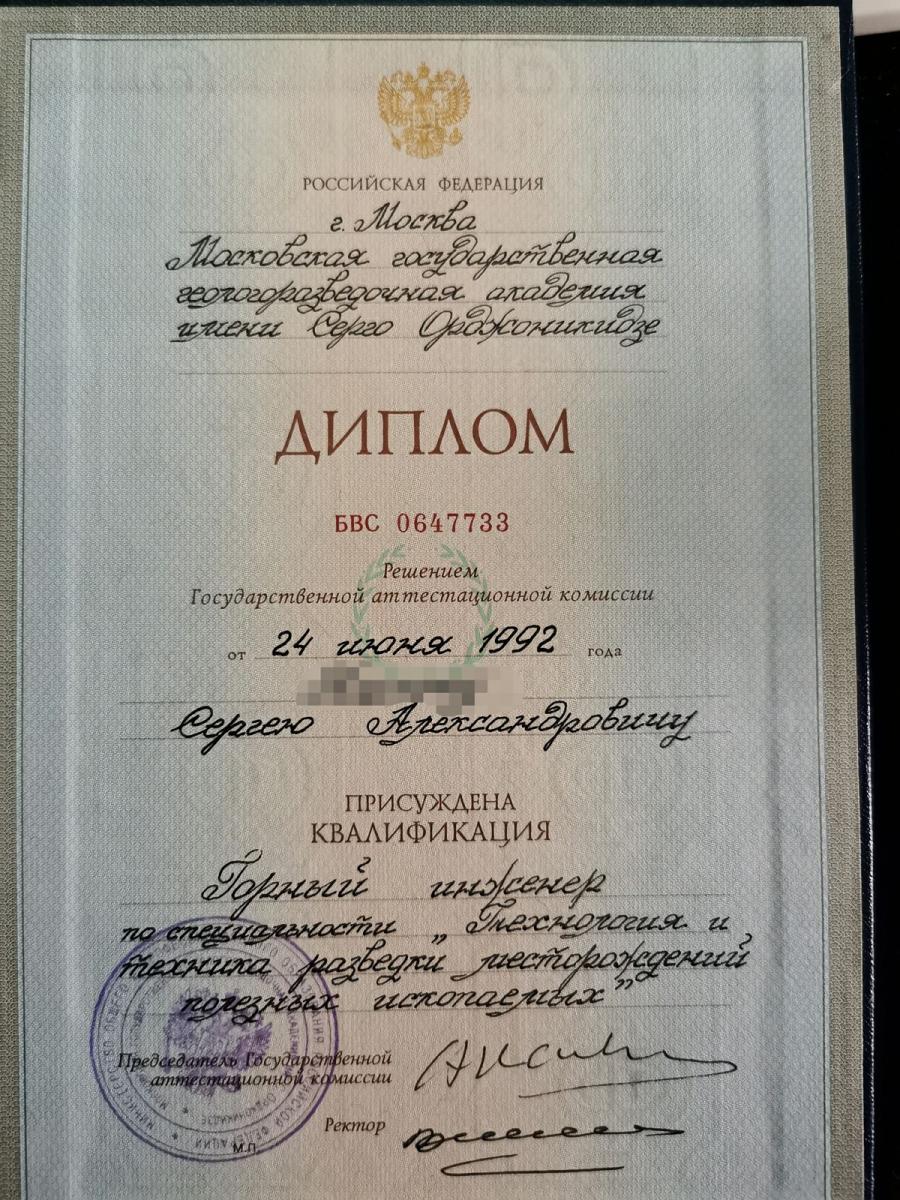 РОССИЙСКАЯ ФЕДЕРАЦИЯ
г. Москва
Московская государственная
геологоразведочная академия
имени Серго Орджоникидзе
ДИПЛОМ
БВС 0647733
Решением
Государственной аттестационной комиссии
от 24 июня 1992 года
Сергею Александровичу
ПРИСУЖДЕНА
КВАЛИФИКАЦИЯ
Горный инженер
по специальности „Технология и
техника разведки месторождений
полезных ископаемых”
Председатель Государственной
аттестационной комиссии
Ректор
М.П.